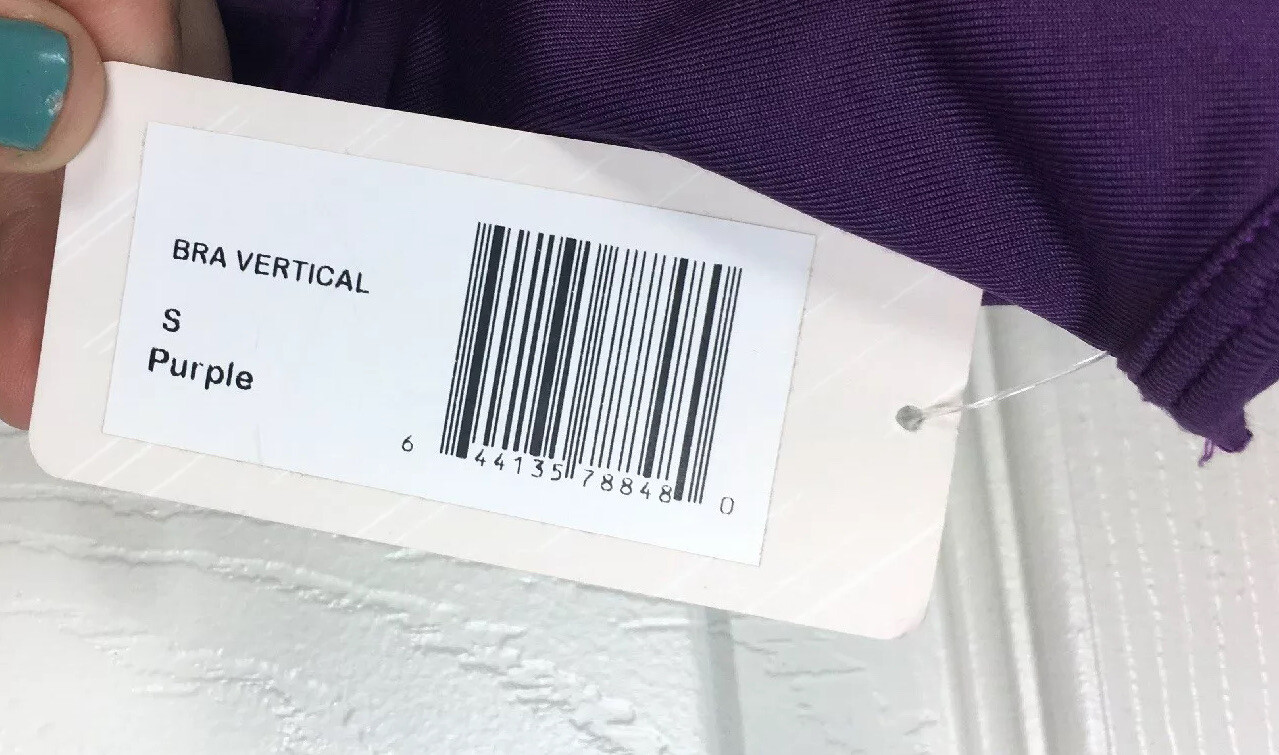 BRA VERTICAL
S
Purple
6 44135 78848 0